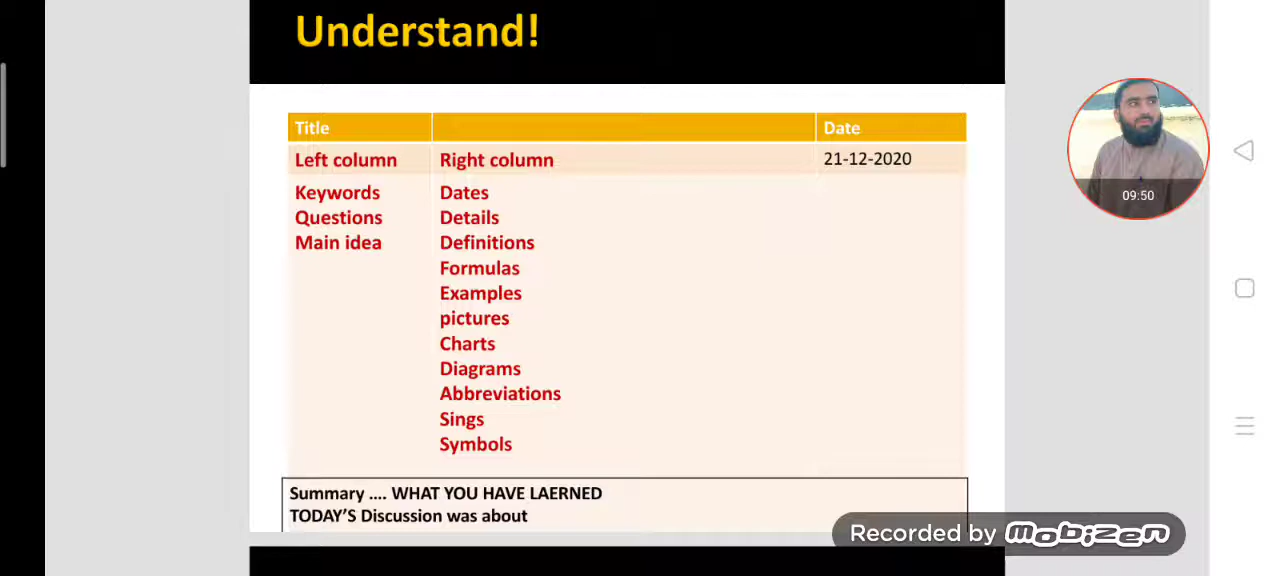 Understand!
Title Date
Left column Right column 21-12-2020
Keywords Dates
Questions Details
Main idea Definitions
Formulas
Examples
pictures
Charts
Diagrams
Abbreviations
Sings
Symbols
Summary .... WHAT YOU HAVE LAERNED
TODAY'S Discussion was about
09:50
Recorded by mobizen